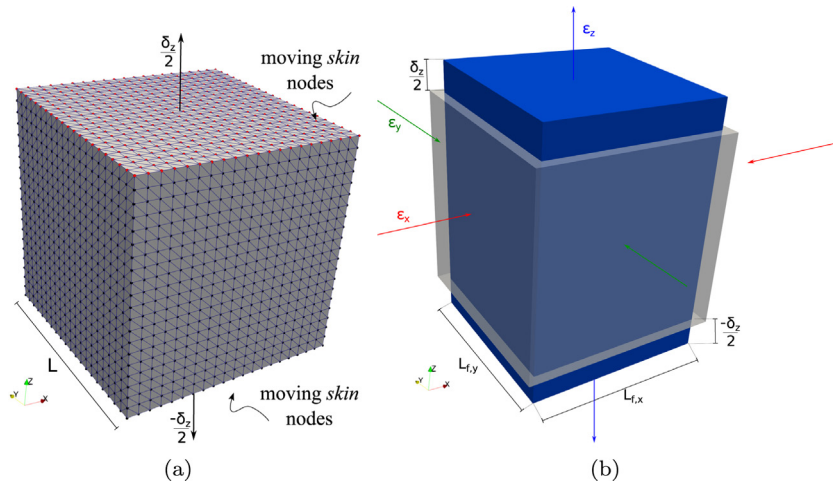 δz
2
moving skin
nodes
L
-δz
2
moving skin
nodes
Z
Y
X
(a)
εz
δz
2
εy
εx
-δz
2
Lf,y
Lf,x
Z
Y
X
(b)